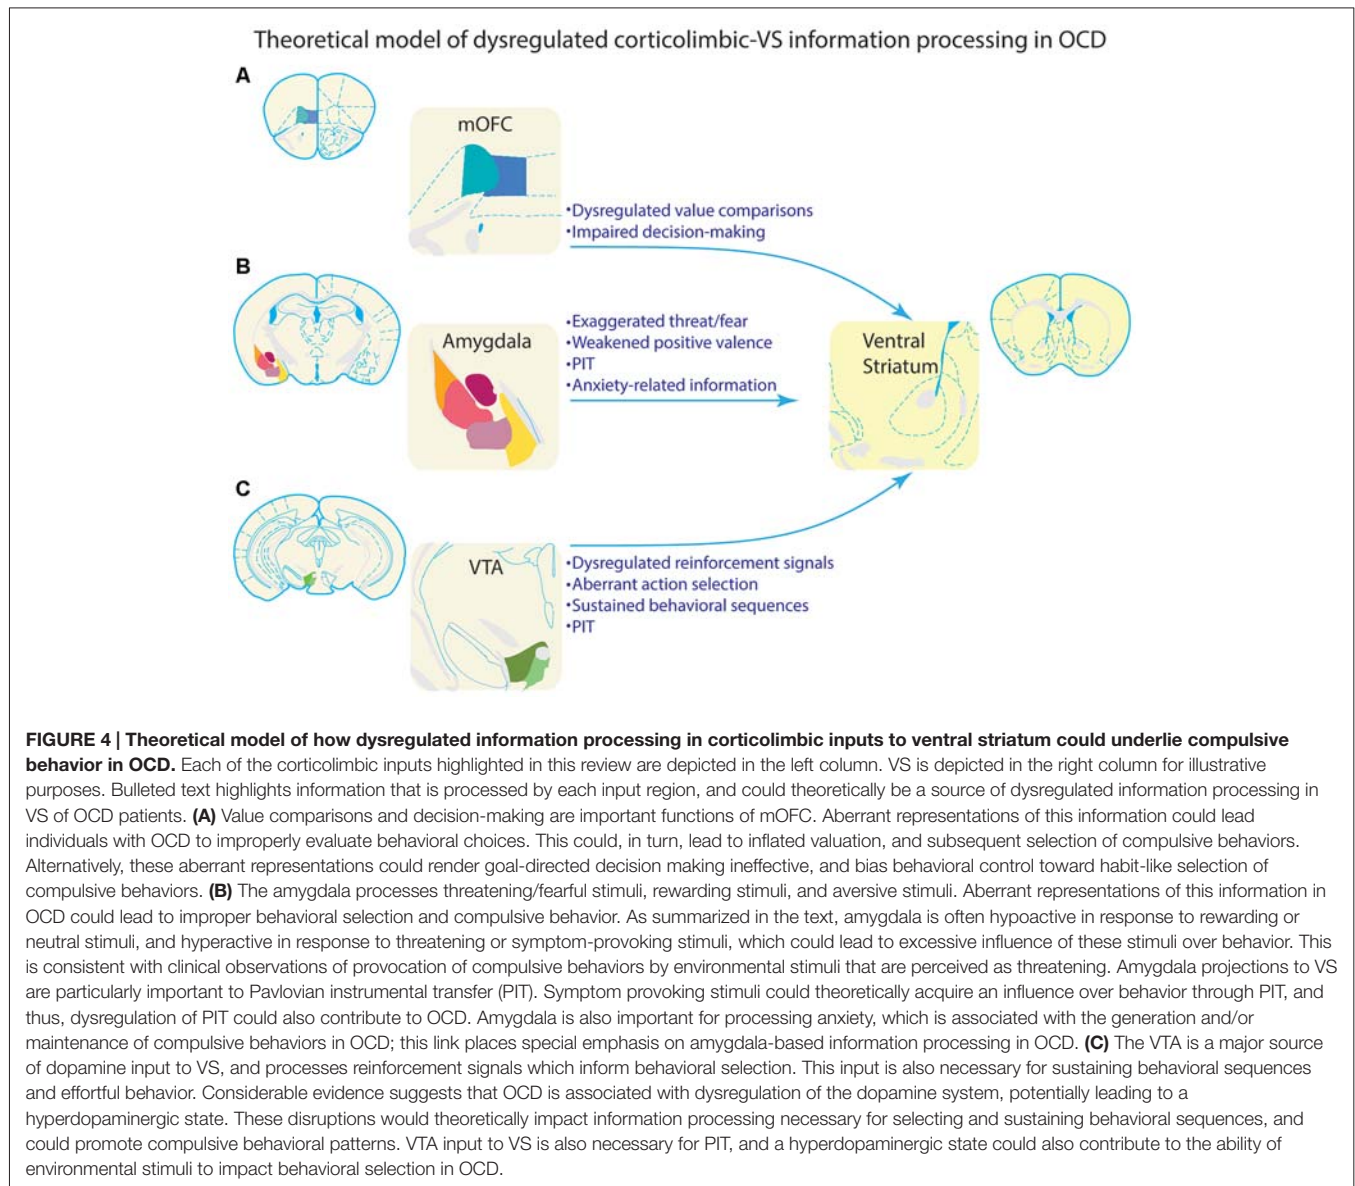 Theoretical model of dysregulated corticolimbic-VS information processing in OCD
A
mOFC
•Dysregulated value comparisons
•Impaired decision-making
B
Amygdala
•Exaggerated threat/fear
•Weakened positive valence
•PIT
•Anxiety-related information
Ventral
Striatum
C
VTA
•Dysregulated reinforcement signals
•Aberrant action selection
•Sustained behavioral sequences
•PIT
FIGURE 4 | Theoretical model of how dysregulated information processing in corticolimbic inputs to ventral striatum could underlie compulsive
behavior in OCD. Each of the corticolimbic inputs highlighted in this review are depicted in the left column. VS is depicted in the right column for illustrative
purposes. Bulleted text highlights information that is processed by each input region, and could theoretically be a source of dysregulated information processing in
VS of OCD patients. (A) Value comparisons and decision-making are important functions of mOFC. Aberrant representations of this information could lead
individuals with OCD to improperly evaluate behavioral choices. This could, in turn, lead to inflated valuation, and subsequent selection of compulsive behaviors.
Alternatively, these aberrant representations could render goal-directed decision making ineffective, and bias behavioral control toward habit-like selection of
compulsive behaviors. (B) The amygdala processes threatening/fearful stimuli, rewarding stimuli, and aversive stimuli. Aberrant representations of this information in
OCD could lead to improper behavioral selection and compulsive behavior. As summarized in the text, amygdala is often hypoactive in response to rewarding or
neutral stimuli, and hyperactive in response to threatening or symptom-provoking stimuli, which could lead to excessive influence of these stimuli over behavior. This
is consistent with clinical observations of provocation of compulsive behaviors by environmental stimuli that are perceived as threatening. Amygdala projections to VS
are particularly important to Pavlovian instrumental transfer (PIT). Symptom provoking stimuli could theoretically acquire an influence over behavior through PIT, and
thus, dysregulation of PIT could also contribute to OCD. Amygdala is also important for processing anxiety, which is associated with the generation and/or
maintenance of compulsive behaviors in OCD; this link places special emphasis on amygdala-based information processing in OCD. (C) The VTA is a major source
of dopamine input to VS, and processes reinforcement signals which inform behavioral selection. This input is also necessary for sustaining behavioral sequences
and effortful behavior. Considerable evidence suggests that OCD is associated with dysregulation of the dopamine system, potentially leading to a
hyperdopaminergic state. These disruptions would theoretically impact information processing necessary for selecting and sustaining behavioral sequences, and
could promote compulsive behavioral patterns. VTA input to VS is also necessary for PIT, and a hyperdopaminergic state could also contribute to the ability of
environmental stimuli to impact behavioral selection in OCD.